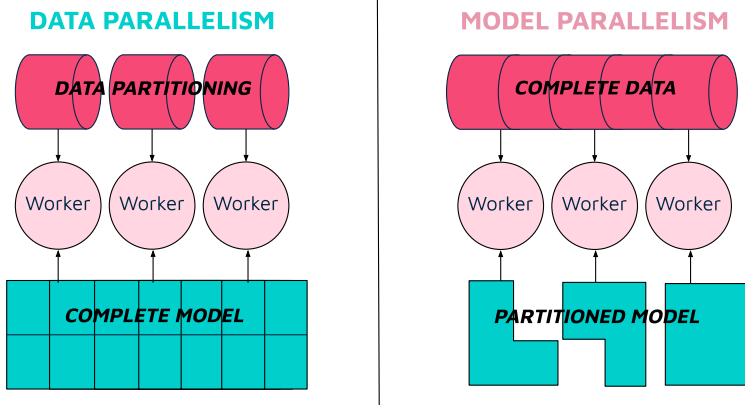 DATA PARALLELISM
DATA PARTITIONING
Worker Worker Worker
COMPLETE MODEL
MODEL PARALLELISM
COMPLETE DATA
Worker Worker Worker
PARTITIONED MODEL